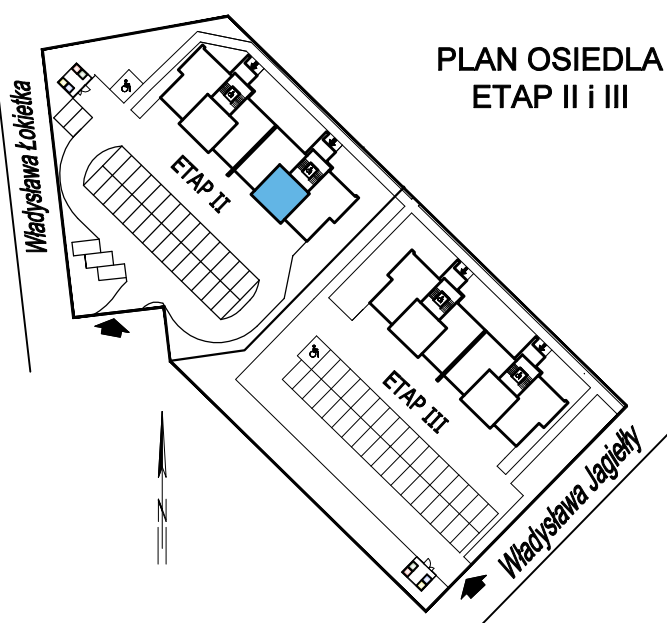 PLAN OSIEDLA
ETAP II i III
Władysława Łokietka
ETAP II
ETAP III
Władysława Jagiełły
N